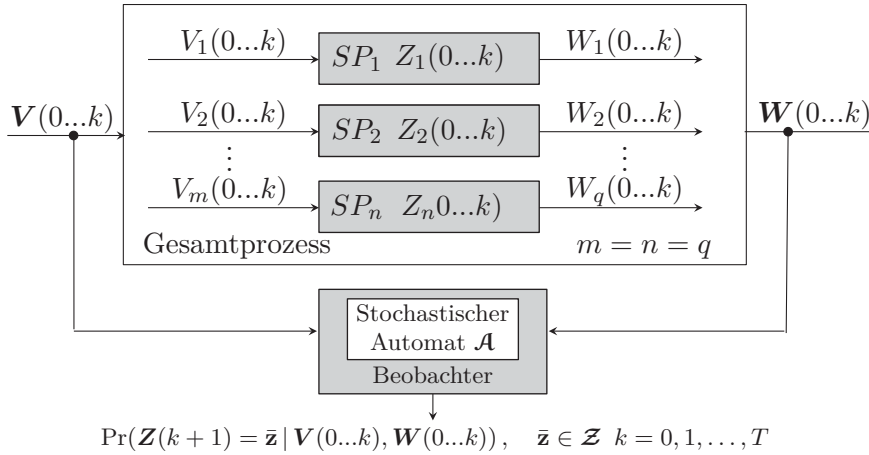 V₁(0...k) SP₁ Z₁(0...k) W₁(0...k)
V(0...k) V₂(0...k) SP₂ Z₂(0...k) W₂(0...k) W(0...k)
⋮ ⋮
Vₘ(0...k) SPₙ Zₙ0...k) W_q(0...k)
Gesamtprozess m = n = q
Stochastischer
Automat 𝓐
Beobachter
Pr(Z(k + 1) = z̄ | V(0...k), W(0...k)) , z̄ ∈ 𝓩 k = 0, 1, . . . , T